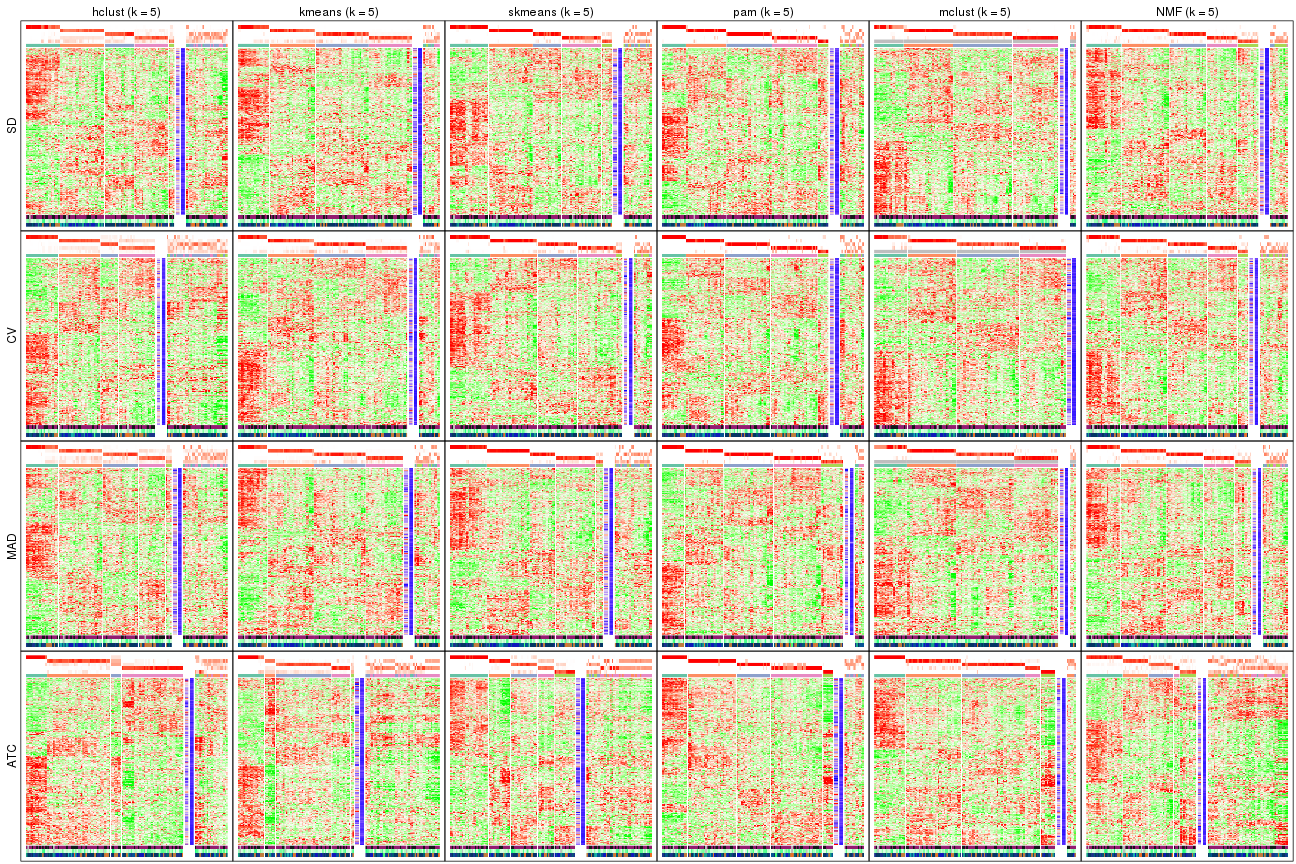 hclust (k = 5) kmeans (k = 5) skmeans (k = 5) pam (k = 5) mclust (k = 5) NMF (k = 5)
SD
CV
MAD
ATC